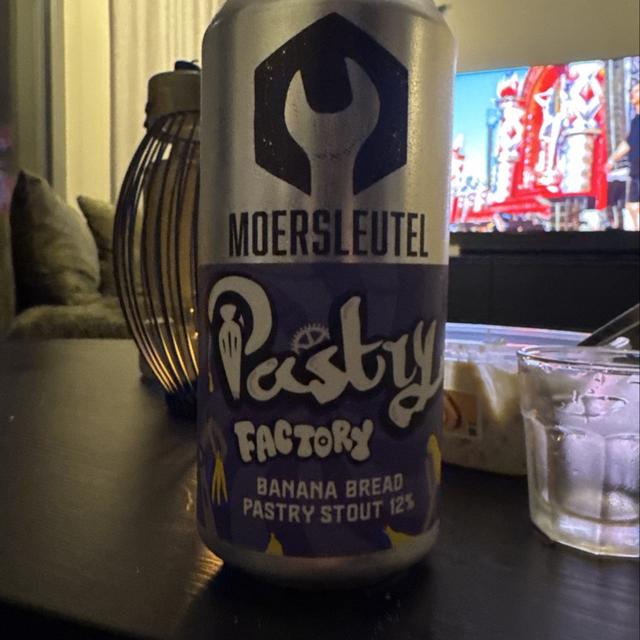 MOERSLEUTEL
Pastry
FACTORY
BANANA BREAD
PASTRY STOUT 12%